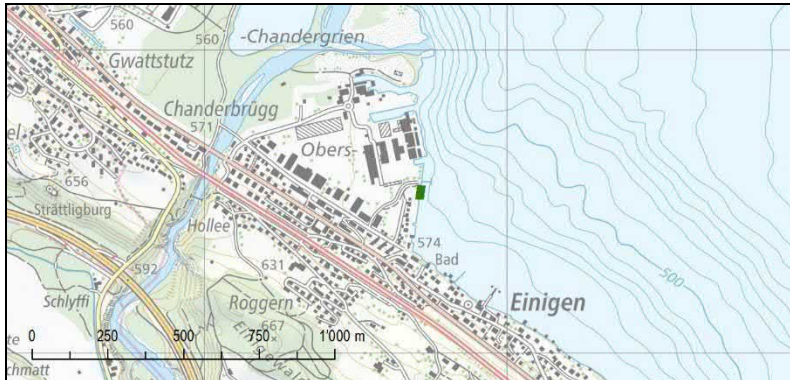 560
560
-Chandergrien
Gwattstutz
Chanderbrügg
571
Obers-
656
Strättligburg
Hollee
574
Bad
592
631
500
Schlyffi
Roggern
Einigen
667
0 250 500 750 1'000 m
chmatt